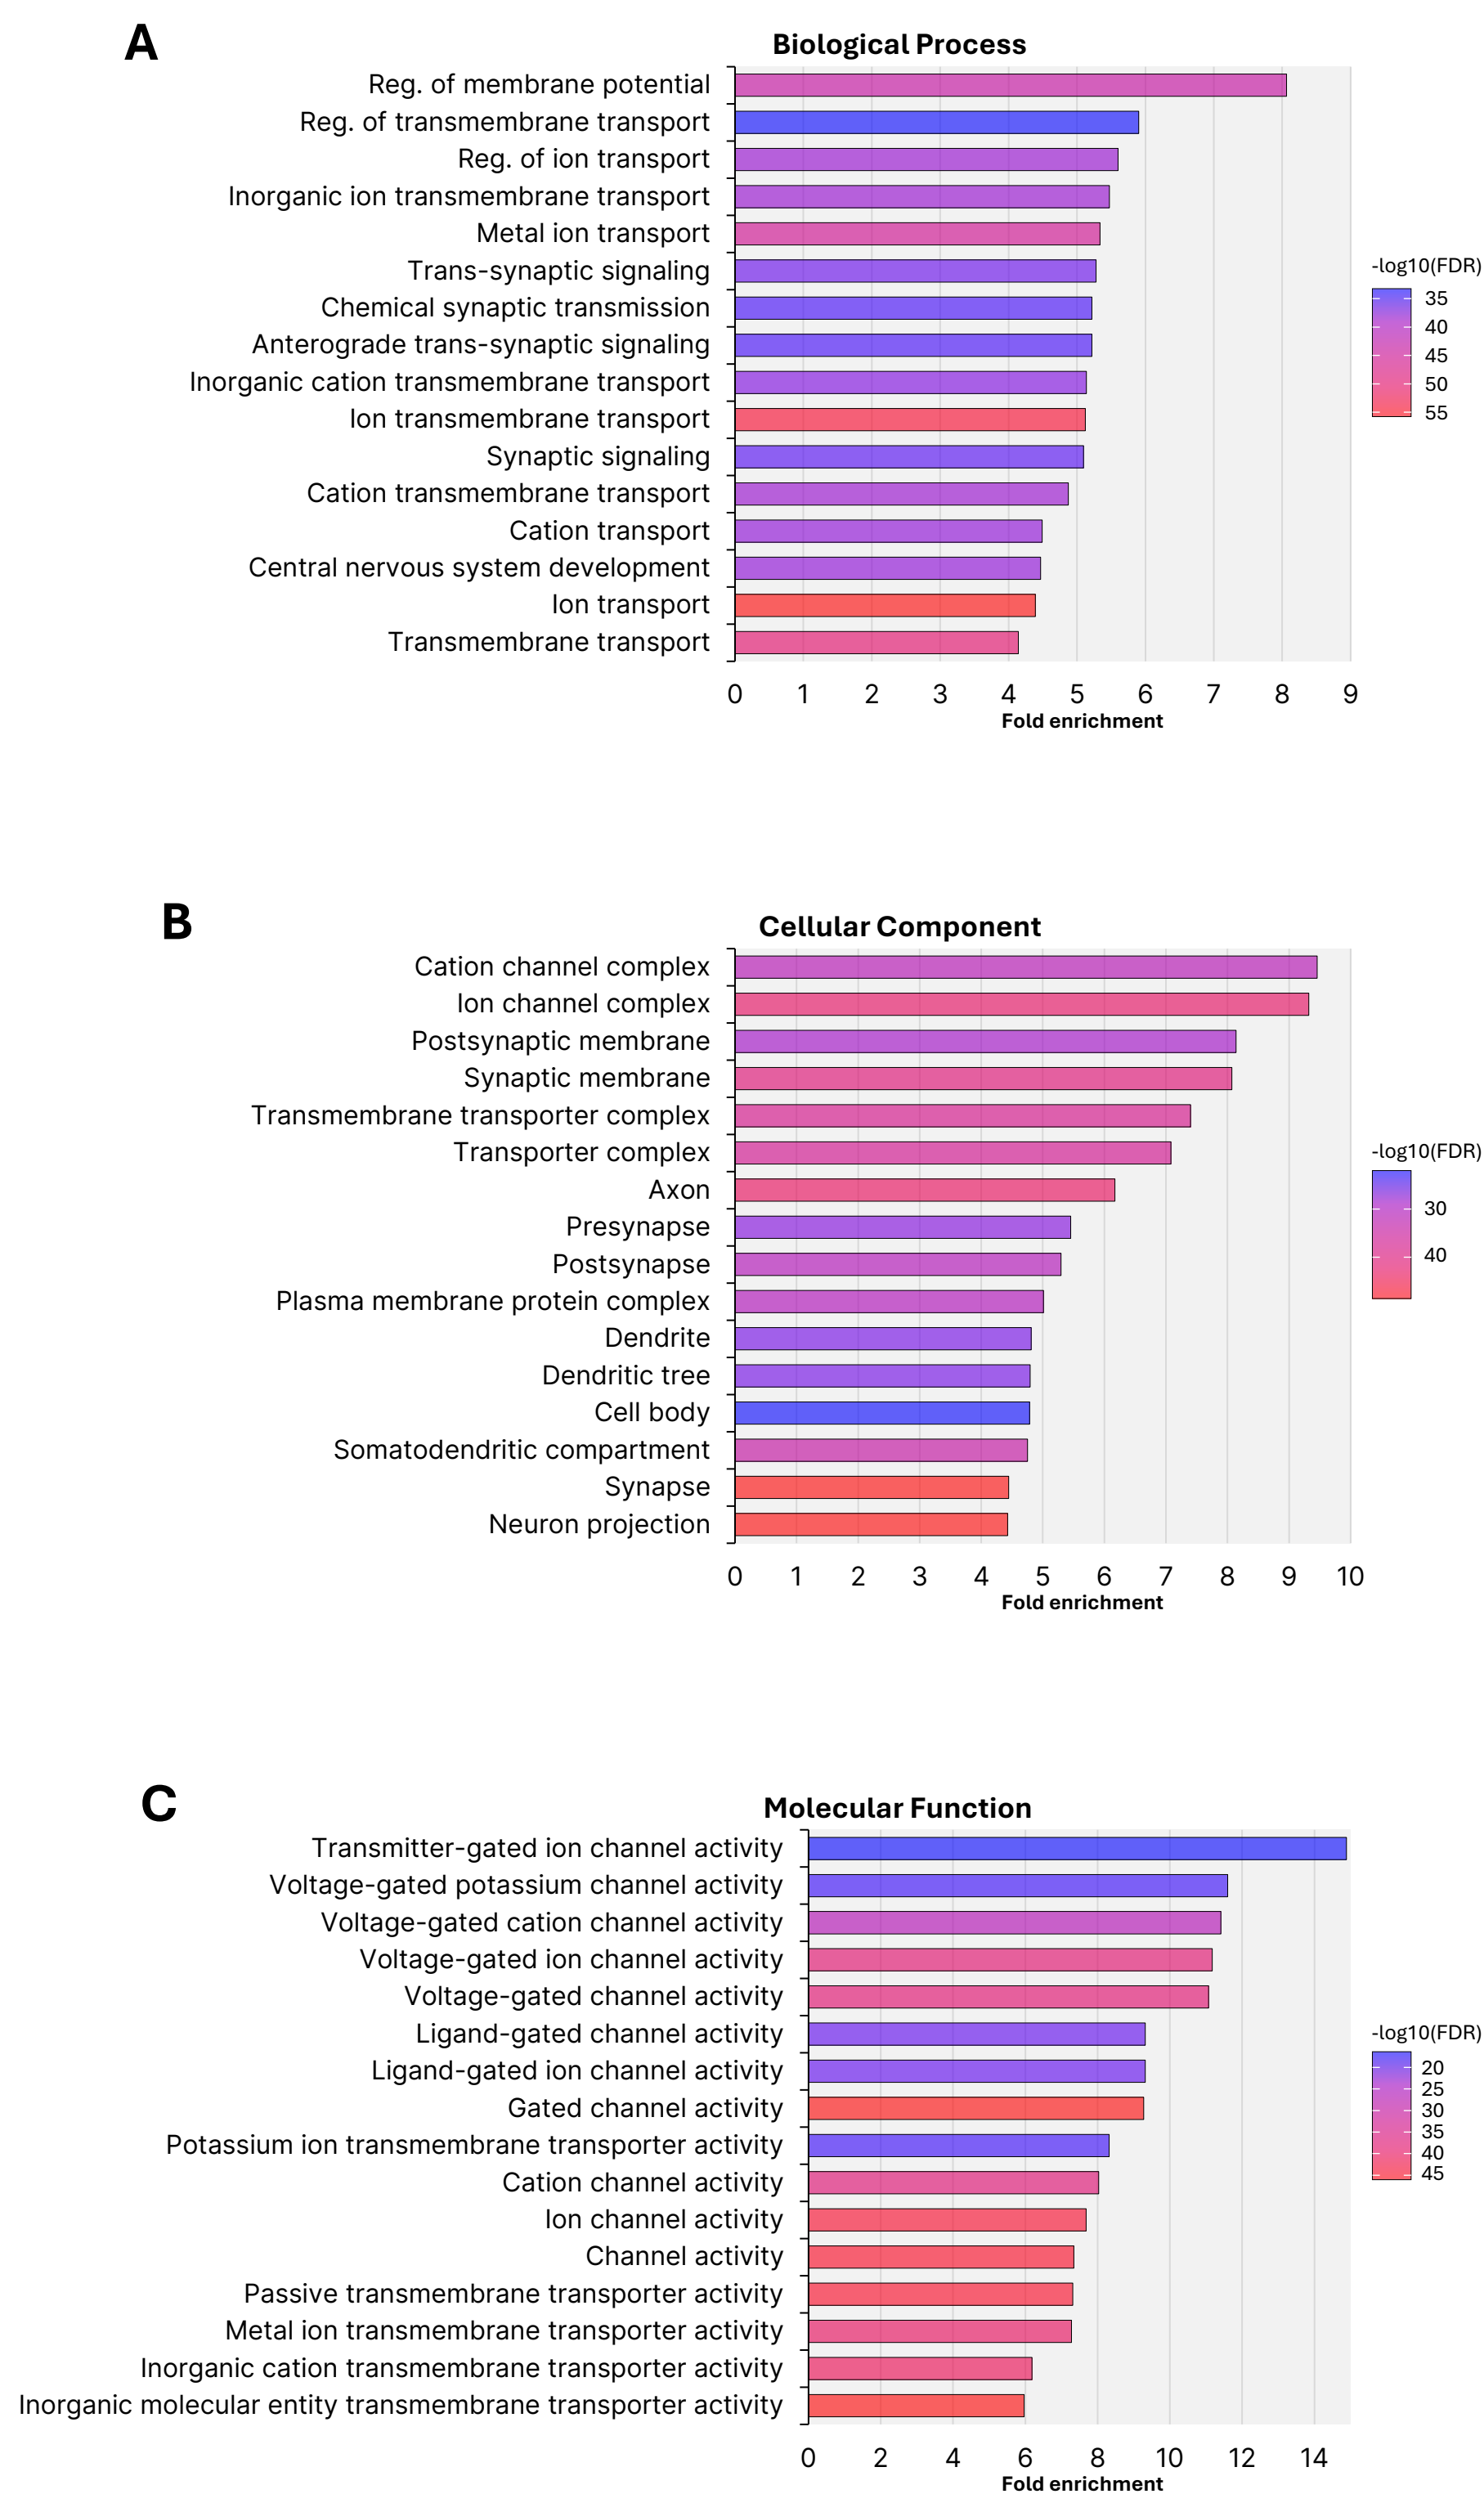 A
Biological Process
Reg. of membrane potential
Reg. of transmembrane transport
Reg. of ion transport
Inorganic ion transmembrane transport
Metal ion transport
Trans-synaptic signaling
Chemical synaptic transmission
Anterograde trans-synaptic signaling
Inorganic cation transmembrane transport
Ion transmembrane transport
Synaptic signaling
Cation transmembrane transport
Cation transport
Central nervous system development
Ion transport
Transmembrane transport
0 1 2 3 4 5 6 7 8 9
Fold enrichment
-log10(FDR)
35
40
45
50
55
B
Cellular Component
Cation channel complex
Ion channel complex
Postsynaptic membrane
Synaptic membrane
Transmembrane transporter complex
Transporter complex
Axon
Presynapse
Postsynapse
Plasma membrane protein complex
Dendrite
Dendritic tree
Cell body
Somatodendritic compartment
Synapse
Neuron projection
0 1 2 3 4 5 6 7 8 9 10
Fold enrichment
-log10(FDR)
30
40
C
Molecular Function
Transmitter-gated ion channel activity
Voltage-gated potassium channel activity
Voltage-gated cation channel activity
Voltage-gated ion channel activity
Voltage-gated channel activity
Ligand-gated channel activity
Ligand-gated ion channel activity
Gated channel activity
Potassium ion transmembrane transporter activity
Cation channel activity
Ion channel activity
Channel activity
Passive transmembrane transporter activity
Metal ion transmembrane transporter activity
Inorganic cation transmembrane transporter activity
Inorganic molecular entity transmembrane transporter activity
0 2 4 6 8 10 12 14
Fold enrichment
-log10(FDR)
20
25
30
35
40
45